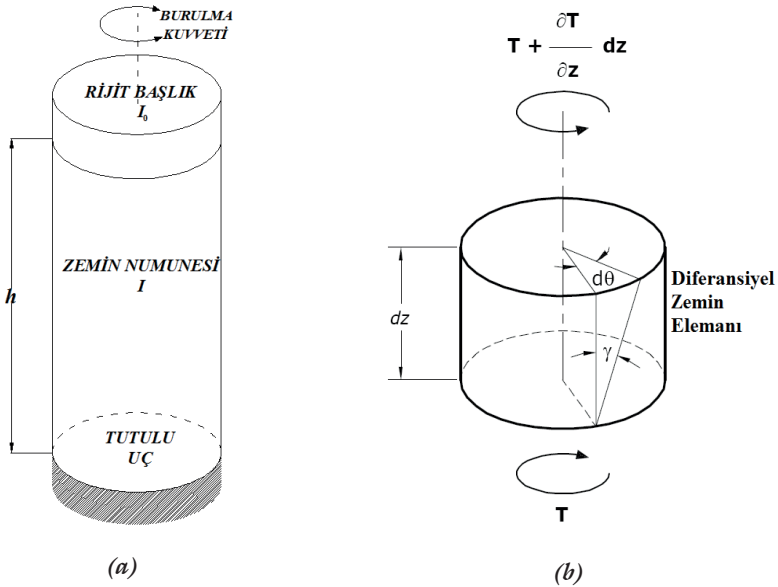 BURULMA
KUVVETİ
RİJİT BAŞLIK
I₀
h
ZEMİN NUMUNESİ
I
TUTULU
UÇ
(a)
∂T
T + —— dz
∂z
dθ
dz
γ
Diferansiyel
Zemin
Elemanı
T
(b)